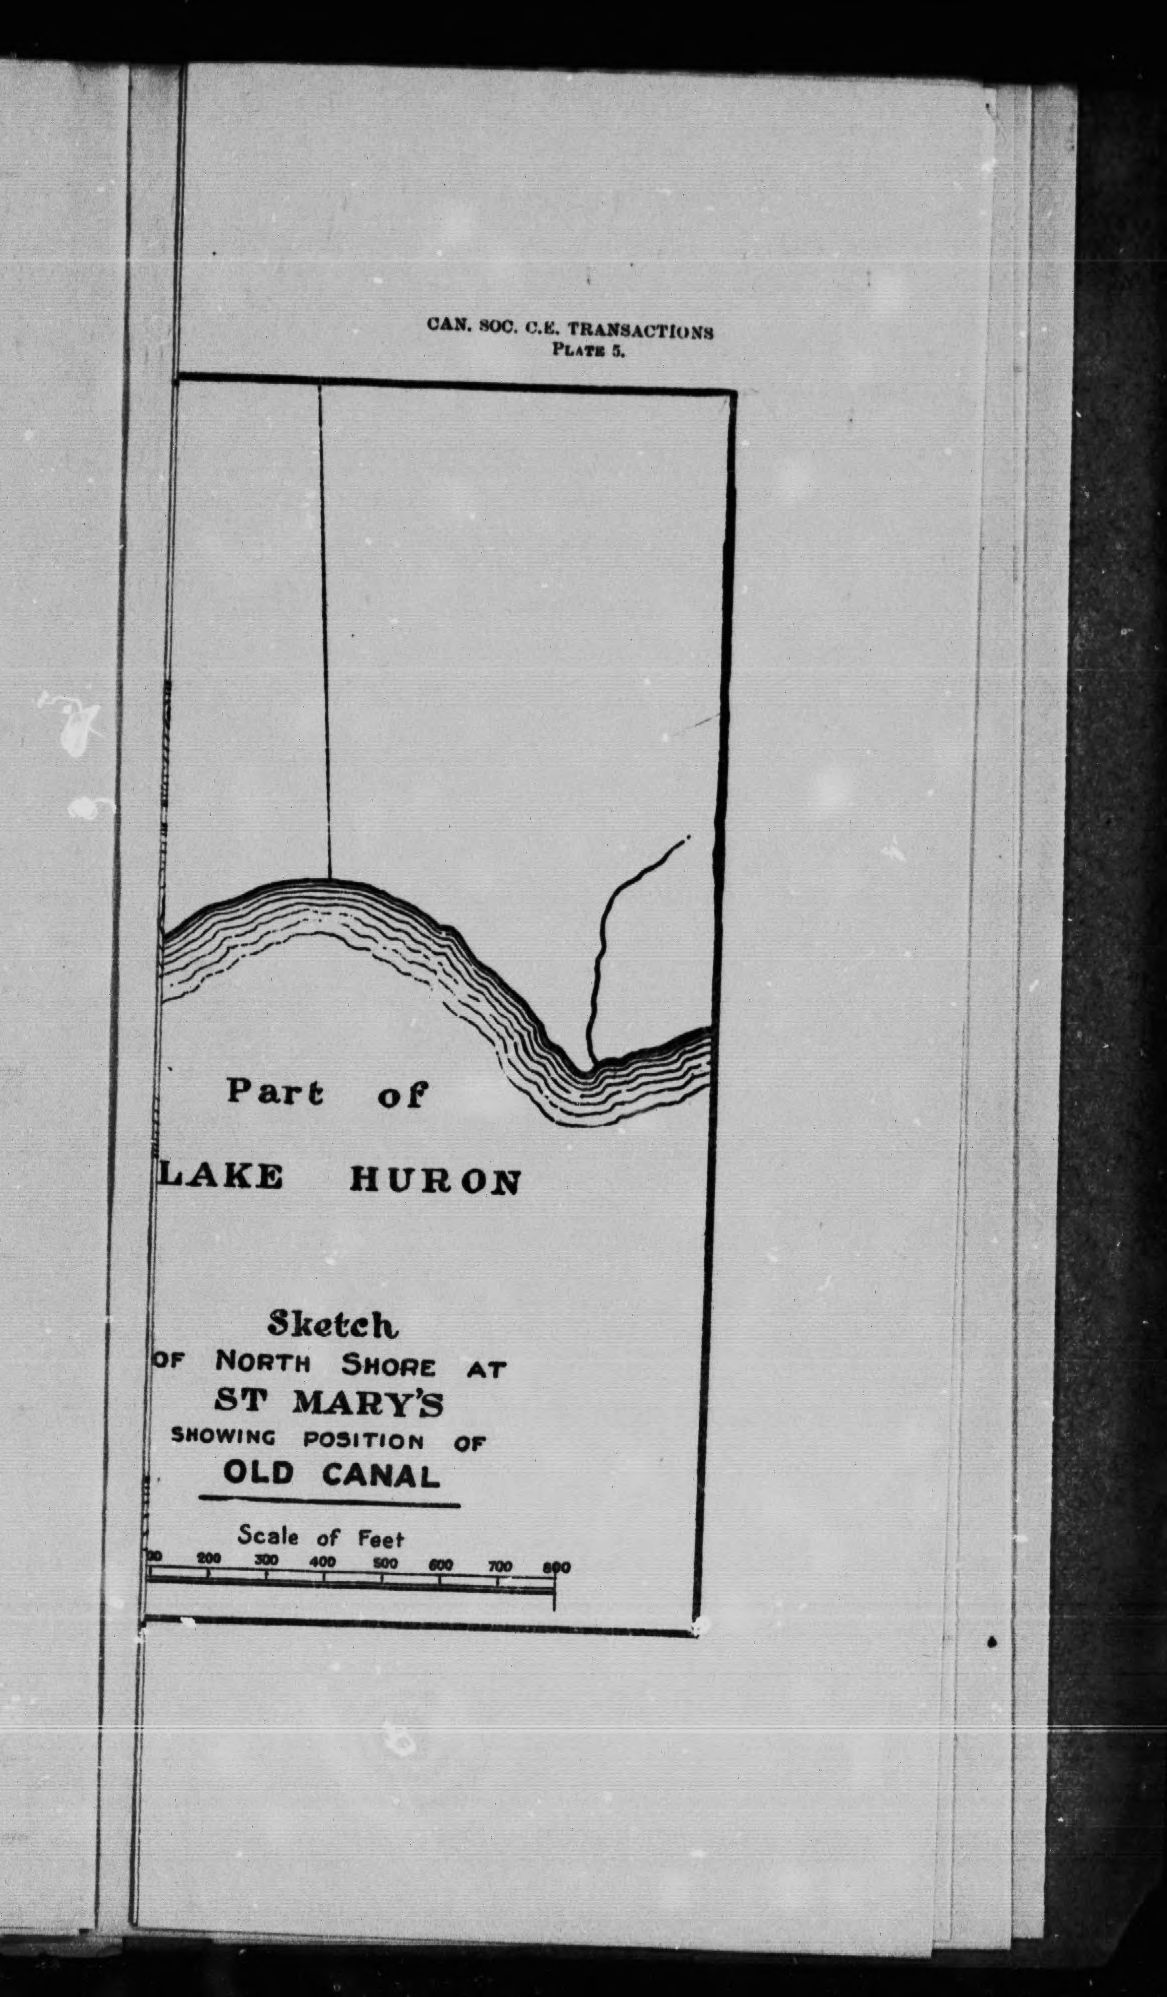 CAN. SOC. C.E. TRANSACTIONS
PLATE 5.
Part of
LAKE HURON
Sketch
OF NORTH SHORE AT
ST MARY'S
SHOWING POSITION OF
OLD CANAL
Scale of Feet
00 200 300 400 500 600 700 800